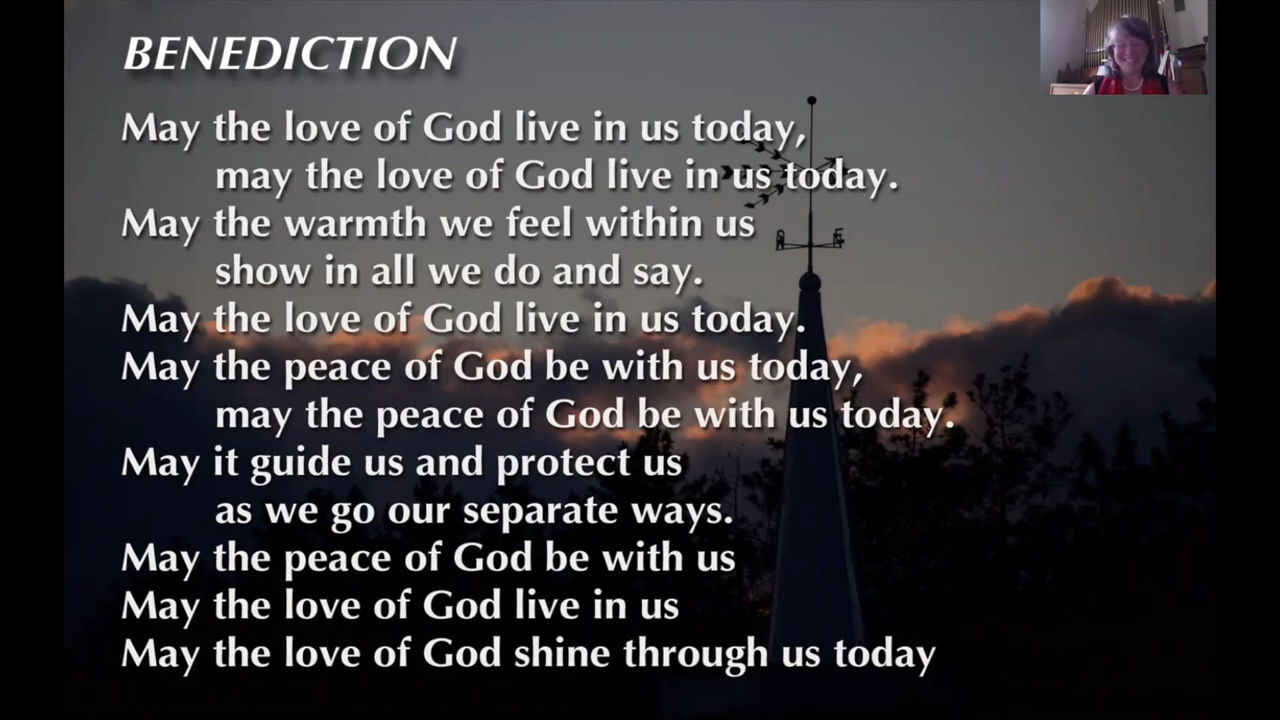 BENEDICTION
May the love of God live in us today,
may the love of God live in us today.
May the warmth we feel within us
show in all we do and say.
May the love of God live in us today.
May the peace of God be with us today,
may the peace of God be with us today.
May it guide us and protect us
as we go our separate ways.
May the peace of God be with us
May the love of God live in us
May the love of God shine through us today